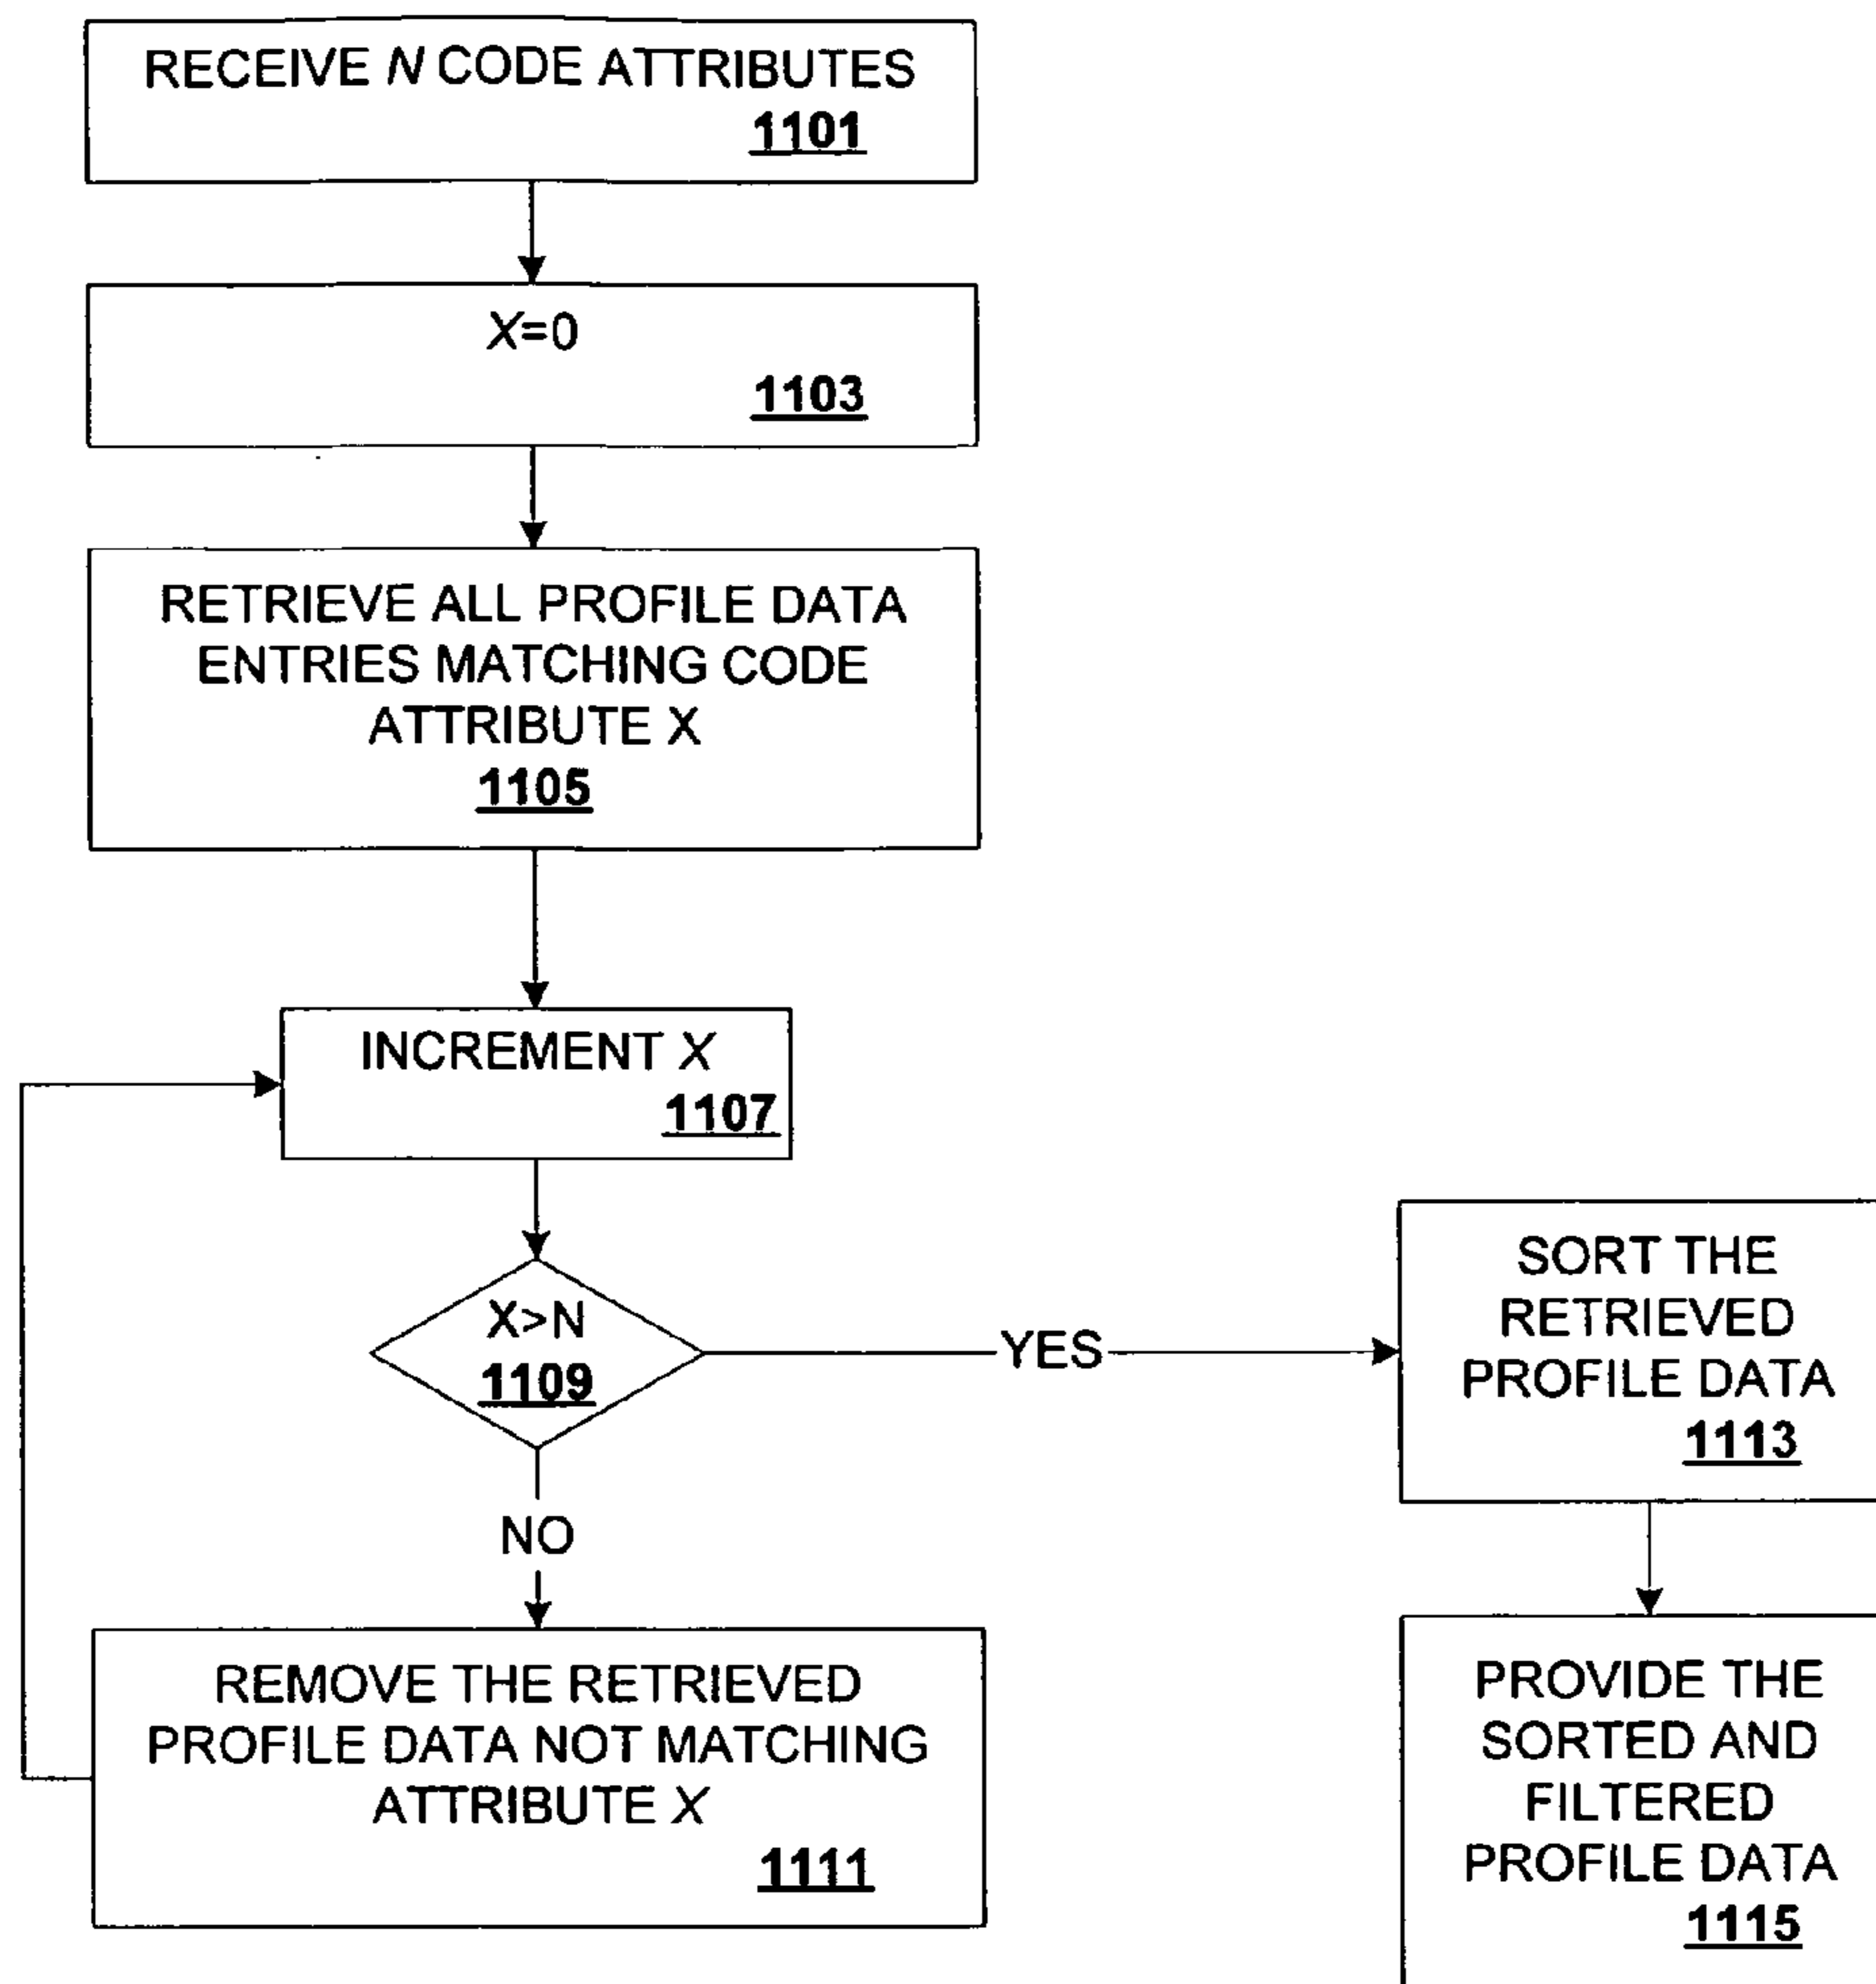 RECEIVE N CODE ATTRIBUTES
1101
X=0
1103
RETRIEVE ALL PROFILE DATA
ENTRIES MATCHING CODE
ATTRIBUTE X
1105
INCREMENT X
1107
X>N
1109
YES
NO
REMOVE THE RETRIEVED
PROFILE DATA NOT MATCHING
ATTRIBUTE X
1111
SORT THE
RETRIEVED
PROFILE DATA
1113
PROVIDE THE
SORTED AND
FILTERED
PROFILE DATA
1115